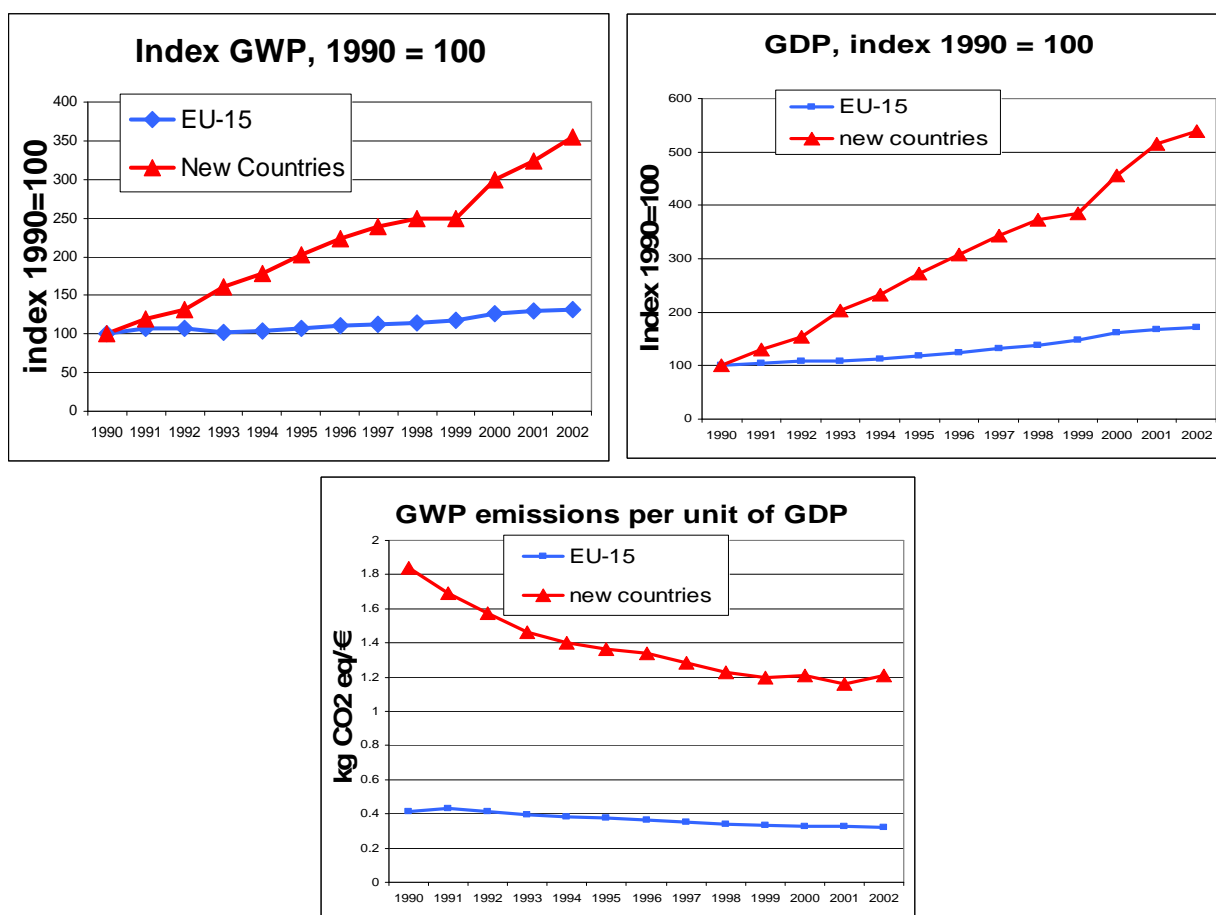 Index GWP, 1990 = 100
index 1990=100
400
350
300
250
200
150
100
50
0
EU-15
New Countries
1990 1991 1992 1993 1994 1995 1996 1997 1998 1999 2000 2001 2002
GDP, index 1990 = 100
Index 1990=100
600
500
400
300
200
100
0
EU-15
new countries
1990 1991 1992 1993 1994 1995 1996 1997 1998 1999 2000 2001 2002
GWP emissions per unit of GDP
kg CO2 eq/€
2
1.8
1.6
1.4
1.2
1
0.8
0.6
0.4
0.2
0
EU-15
new countries
1990 1991 1992 1993 1994 1995 1996 1997 1998 1999 2000 2001 2002